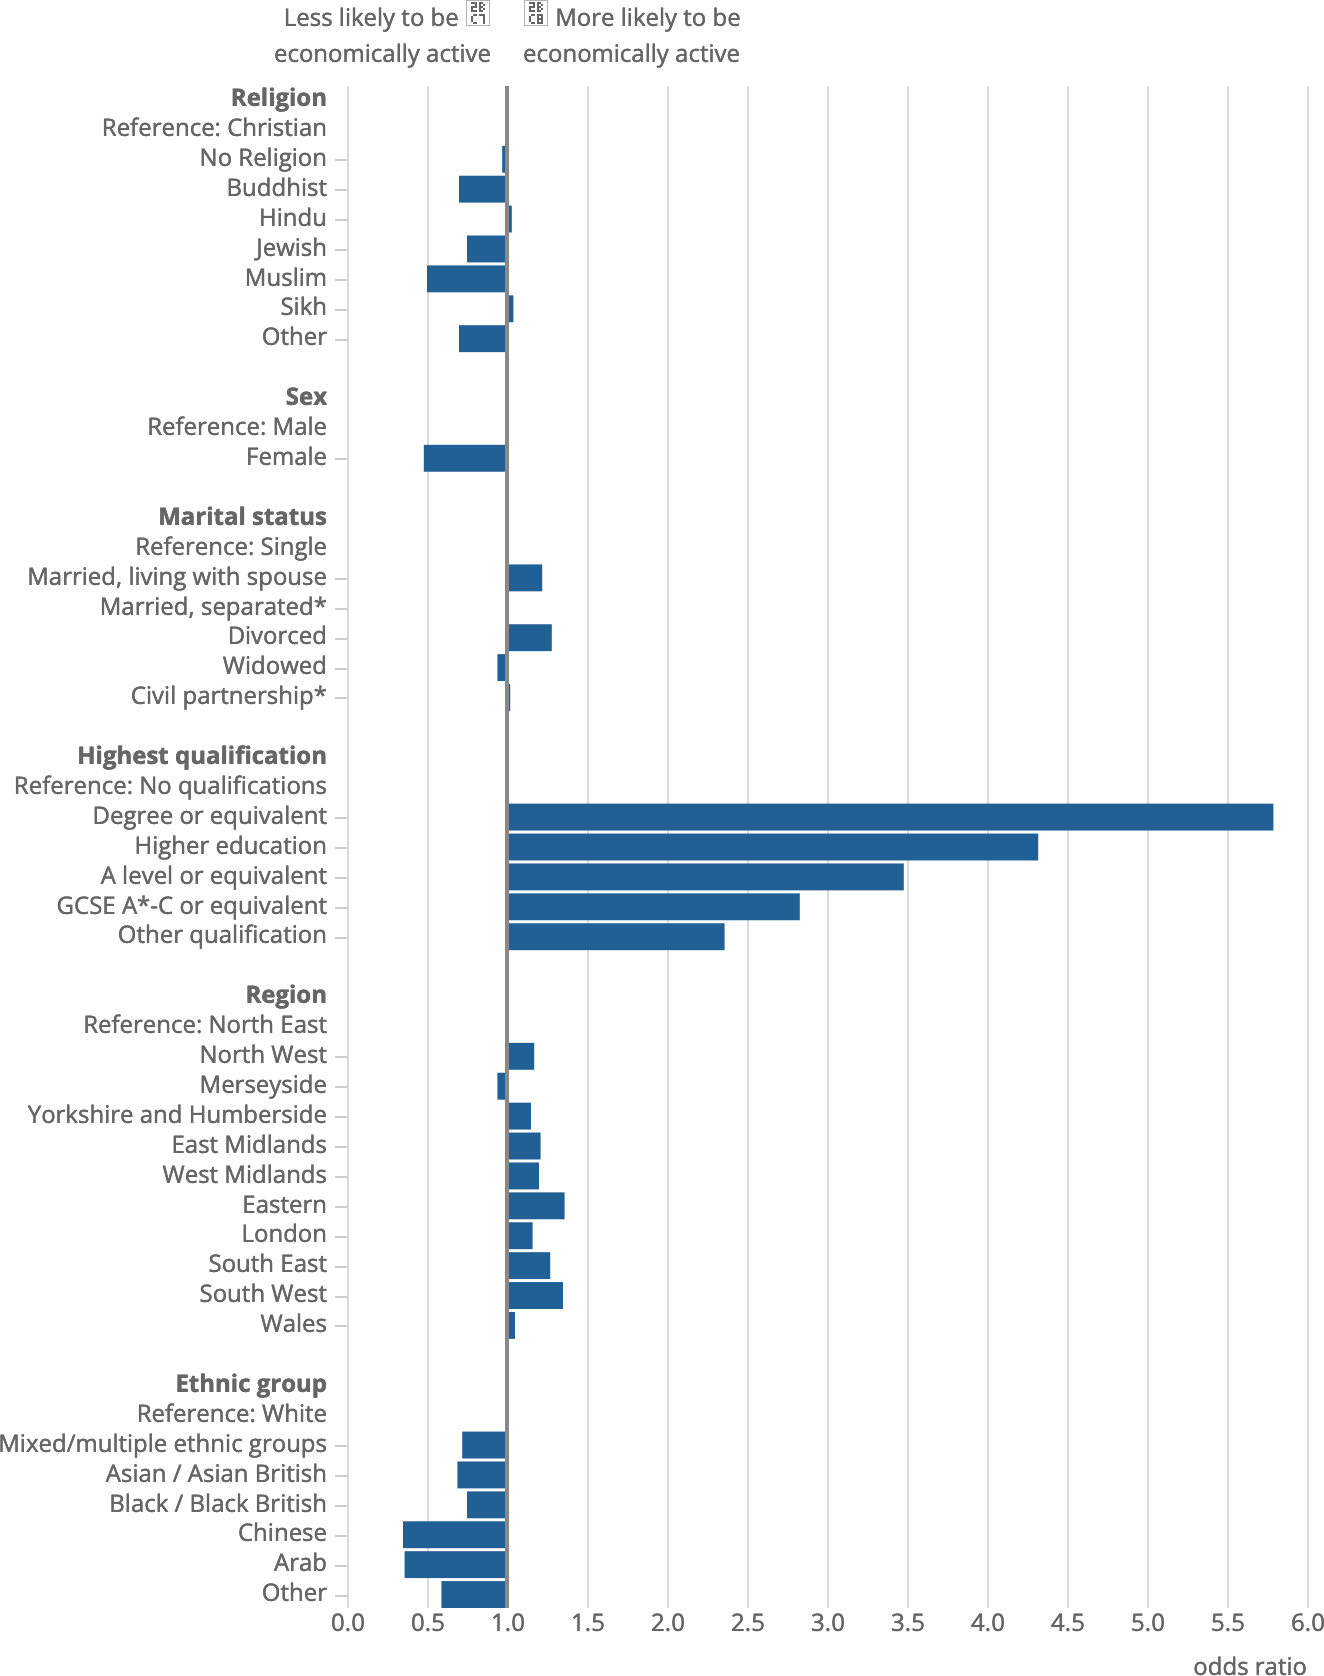 Less likely to be
economically active
More likely to be
economically active
Religion
Reference: Christian
No Religion
Buddhist
Hindu
Jewish
Muslim
Sikh
Other
Sex
Reference: Male
Female
Marital status
Reference: Single
Married, living with spouse
Married, separated*
Divorced
Widowed
Civil partnership*
Highest qualification
Reference: No qualifications
Degree or equivalent
Higher education
A level or equivalent
GCSE A*-C or equivalent
Other qualification
Region
Reference: North East
North West
Merseyside
Yorkshire and Humberside
East Midlands
West Midlands
Eastern
London
South East
South West
Wales
Ethnic group
Reference: White
Mixed/multiple ethnic groups
Asian / Asian British
Black / Black British
Chinese
Arab
Other
0.0 0.5 1.0 1.5 2.0 2.5 3.0 3.5 4.0 4.5 5.0 5.5 6.0
odds ratio